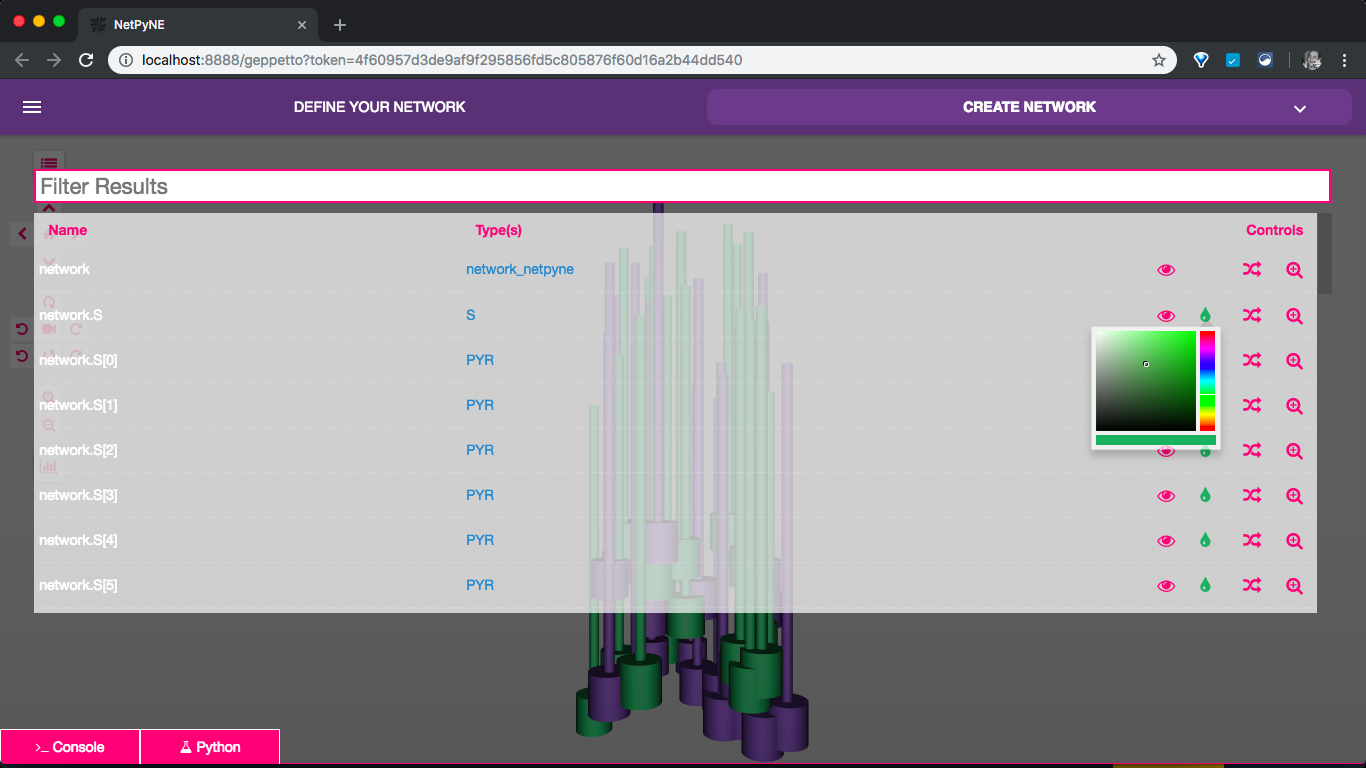 NetPyNE
localhost:8888/geppetto?token=4f60957d3de9af9f295856fd5c805876f60d16a2b44dd540
DEFINE YOUR NETWORK CREATE NETWORK
Filter Results
Name Type(s) Controls
network network_netpyne
network.S S
network.S[0] PYR
network.S[1] PYR
network.S[2] PYR
network.S[3] PYR
network.S[4] PYR
network.S[5] PYR
Console Python